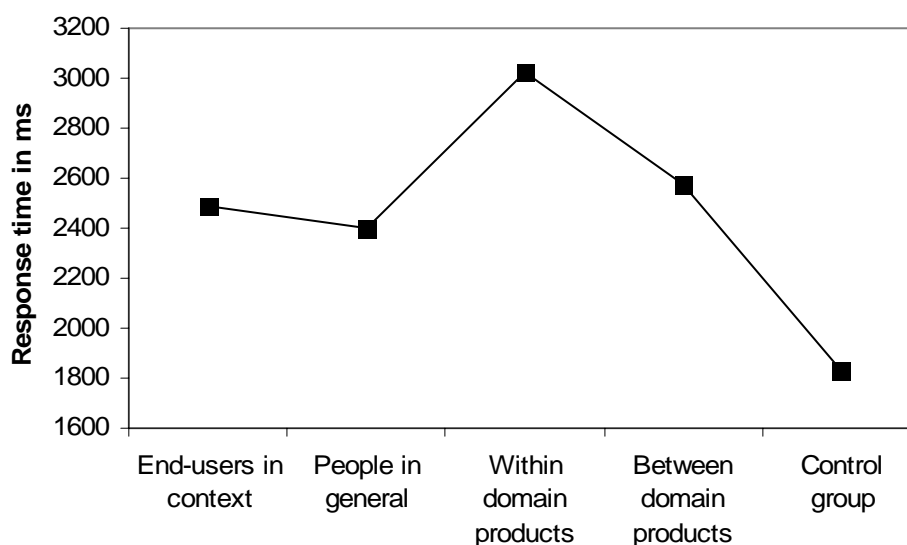 3200
3000
2800
2600
2400
2200
2000
1800
1600
Response time in ms
End-users in
context
People in
general
Within
domain
products
Between
domain
products
Control
group